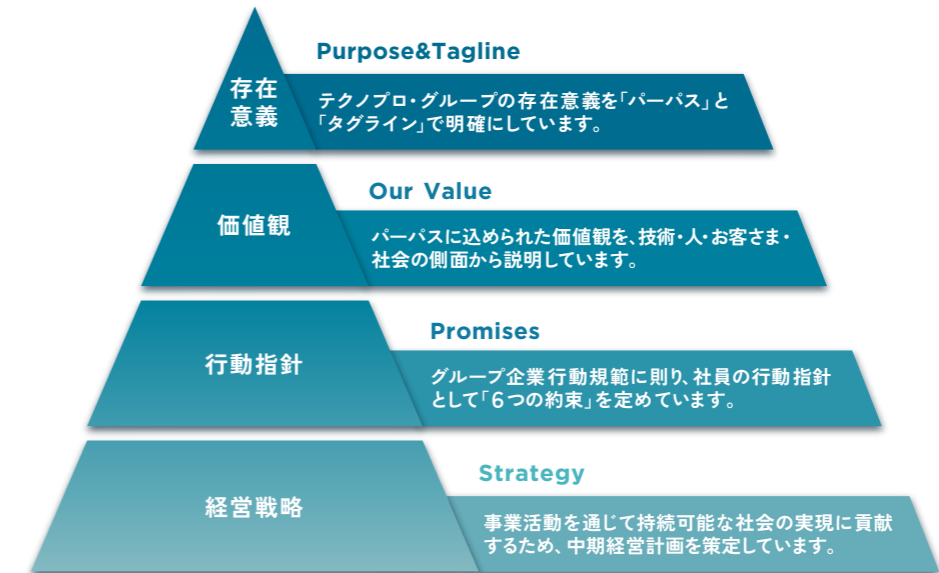 存在
意義
Purpose&Tagline
テクノプロ・グループの存在意義を「パーパス」と
「タグライン」で明確にしています。
価値観
Our Value
パーパスに込められた価値観を、技術・人・お客さま・
社会の側面から説明しています。
行動指針
Promises
グループ企業行動規範に則り、社員の行動指針
として「6つの約束」を定めています。
経営戦略
Strategy
事業活動を通じて持続可能な社会の実現に貢献
するため、中期経営計画を策定しています。